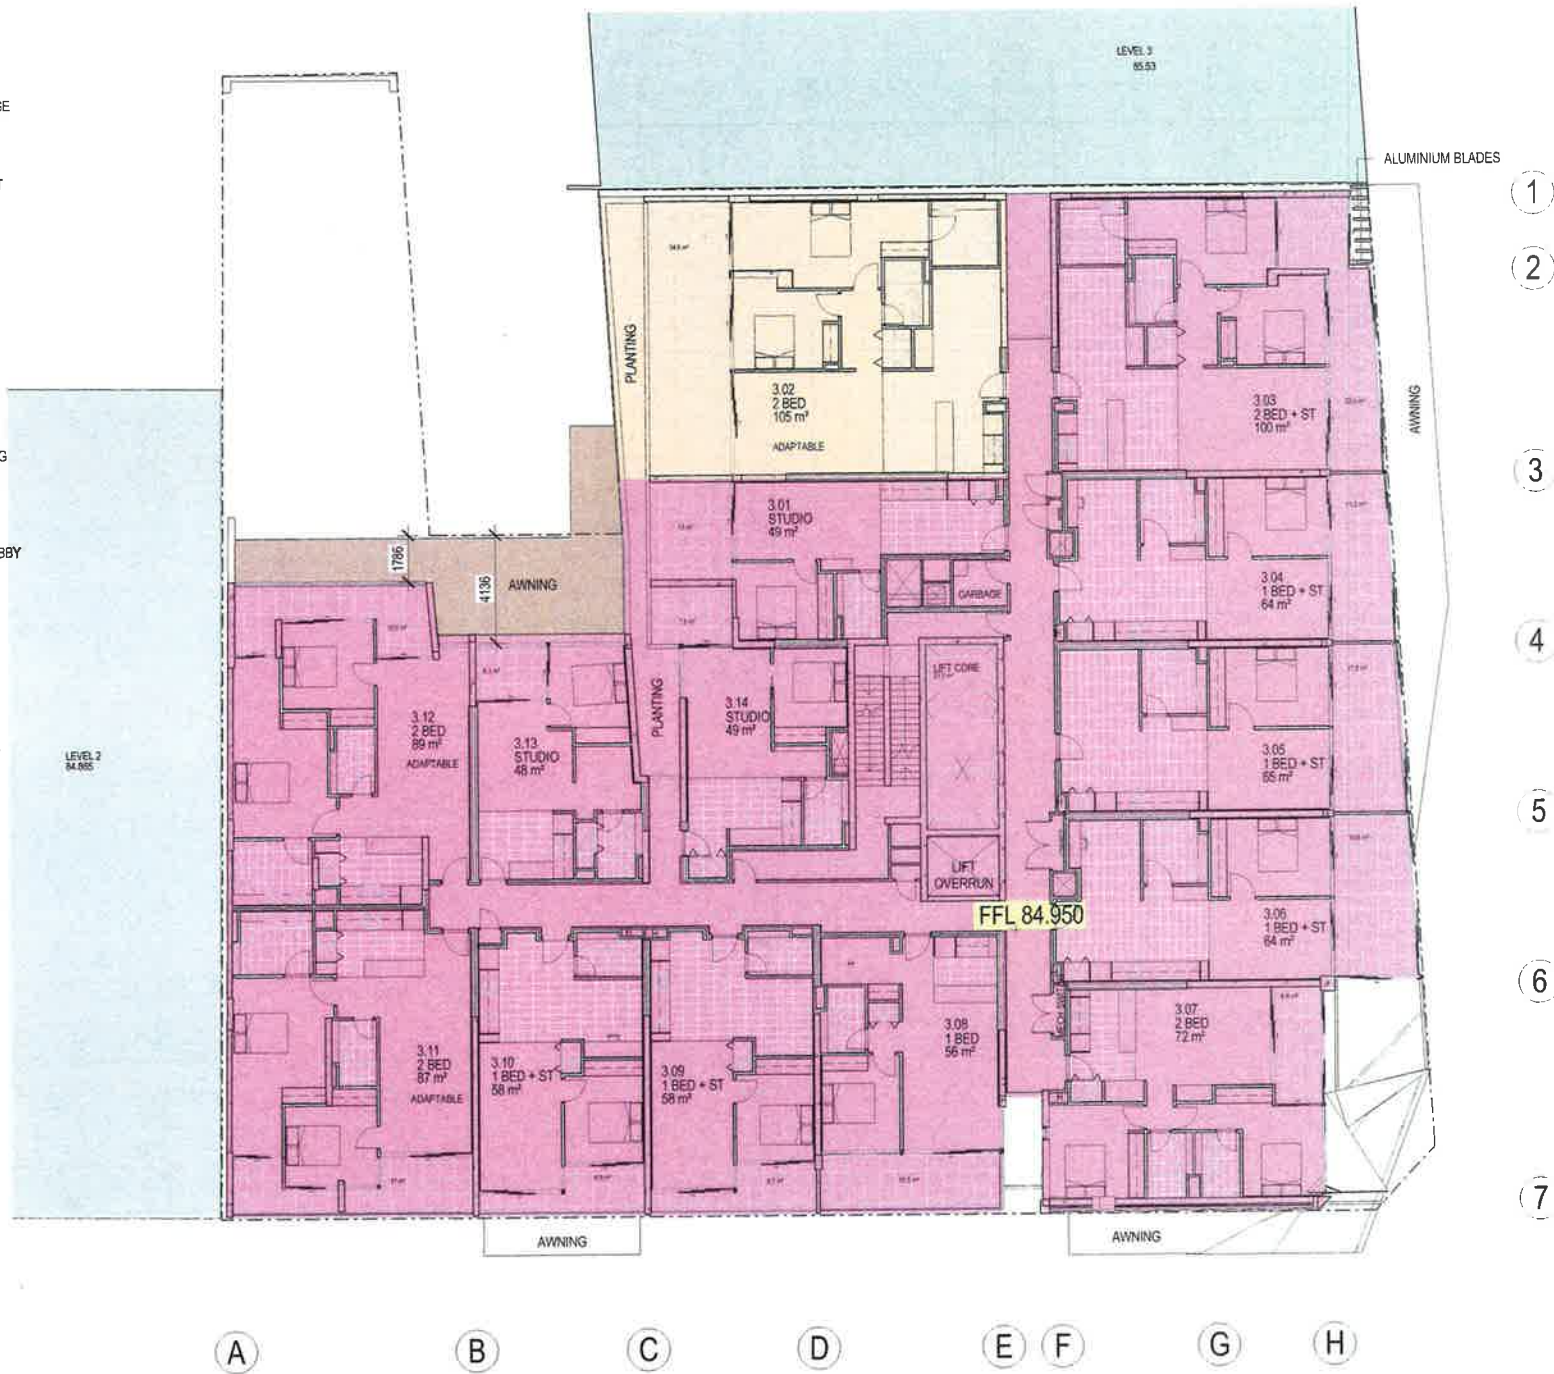 LEVEL 3
85.53
ALUMINIUM BLADES
1
2
PLANTING
AWNING
3.02
2 BED
105 m²
ADAPTABLE
3.03
2 BED + ST
100 m²
3
3.01
STUDIO
49 m²
1786
4136
AWNING
GARBAGE
3.04
1 BED + ST
64 m²
4
LIFT CORE
PLANTING
3.14
STUDIO
49 m²
3.12
2 BED
89 m²
ADAPTABLE
3.13
STUDIO
48 m²
LEVEL 2
84.865
3.05
1 BED + ST
65 m²
5
LIFT
OVERRUN
FFL 84.950
3.06
1 BED + ST
64 m²
6
3.11
2 BED
87 m²
ADAPTABLE
3.10
1 BED + ST
58 m²
3.09
1 BED + ST
58 m²
3.08
1 BED
56 m²
3.07
2 BED
72 m²
7
AWNING
AWNING
A
B
C
D
E
F
G
H